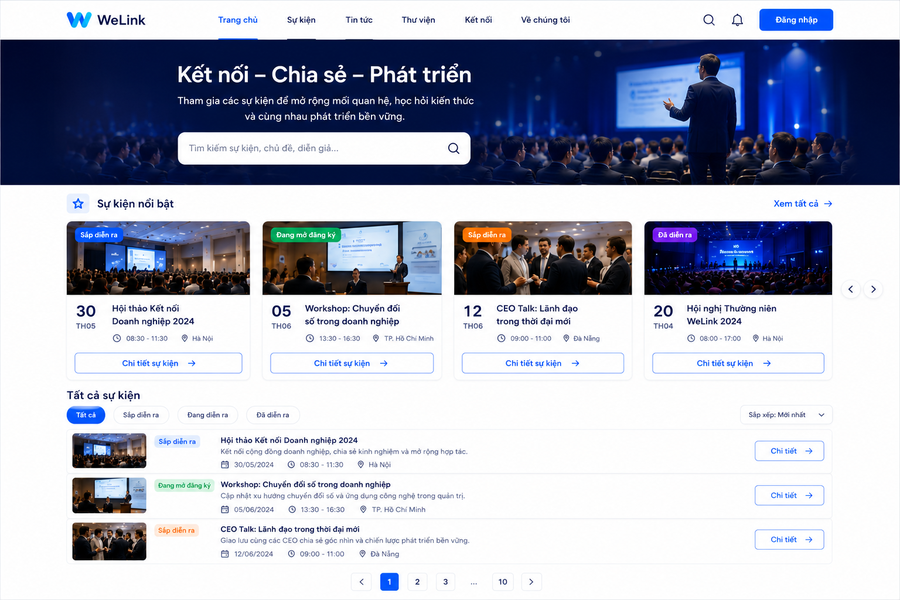 WeLink
Trang chủ
Sự kiện
Tin tức
Thư viện
Kết nối
Về chúng tôi
Đăng nhập
Kết nối – Chia sẻ – Phát triển
Tham gia các sự kiện để mở rộng mối quan hệ, học hỏi kiến thức
và cùng nhau phát triển bền vững.
Tìm kiếm sự kiện, chủ đề, diễn giả...
Sự kiện nổi bật
Xem tất cả
Sắp diễn ra
30
TH05
Hội thảo Kết nối
Doanh nghiệp 2024
08:30 - 11:30
Hà Nội
Chi tiết sự kiện
Đang mở đăng ký
05
TH06
Workshop: Chuyển đổi
số trong doanh nghiệp
13:30 - 16:30
TP. Hồ Chí Minh
Chi tiết sự kiện
Sắp diễn ra
12
TH06
CEO Talk: Lãnh đạo
trong thời đại mới
09:00 - 11:00
Đà Nẵng
Chi tiết sự kiện
Đã diễn ra
20
TH04
Hội nghị Thường niên
WeLink 2024
08:00 - 17:00
Hà Nội
Chi tiết sự kiện
Tất cả sự kiện
Tất cả
Sắp diễn ra
Đang diễn ra
Đã diễn ra
Sắp xếp: Mới nhất
Sắp diễn ra
Hội thảo Kết nối Doanh nghiệp 2024
Kết nối cộng đồng doanh nghiệp, chia sẻ kinh nghiệm và mở rộng hợp tác.
30/05/2024
08:30 - 11:30
Hà Nội
Chi tiết
Đang mở đăng ký
Workshop: Chuyển đổi số trong doanh nghiệp
Cập nhật xu hướng chuyển đổi số và ứng dụng công nghệ trong quản trị.
05/06/2024
13:30 - 16:30
TP. Hồ Chí Minh
Chi tiết
Sắp diễn ra
CEO Talk: Lãnh đạo trong thời đại mới
Giao lưu cùng các CEO chia sẻ góc nhìn và chiến lược phát triển bền vững.
12/06/2024
09:00 - 11:00
Đà Nẵng
Chi tiết
1
2
3
...
10